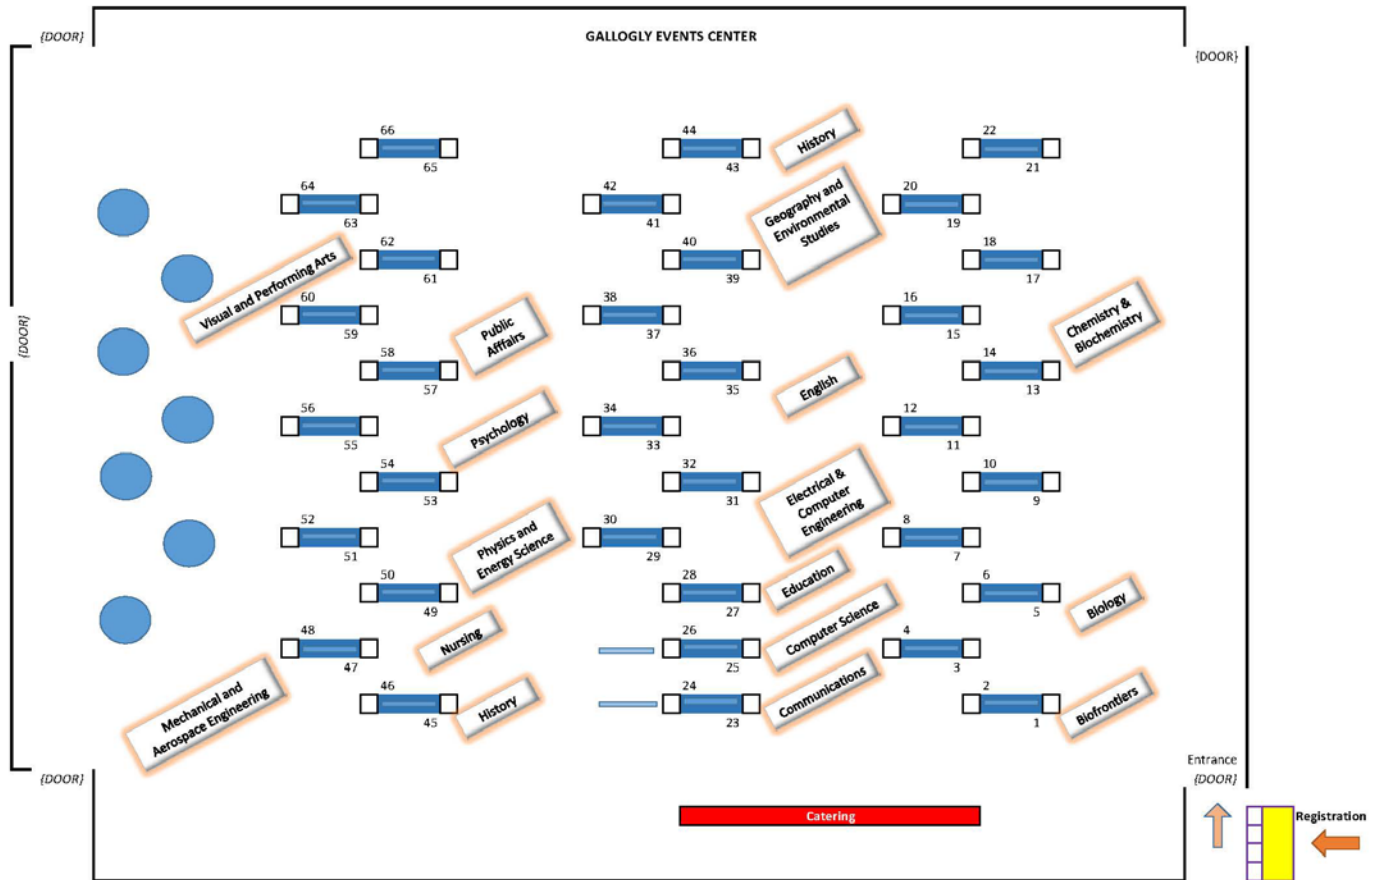 {DOOR}
GALLOGLY EVENTS CENTER
{DOOR}
66
65
44
43
History
22
21
64
63
42
41
Geography and
Environmental
Studies
20
19
62
61
40
39
18
17
Visual and Performing Arts
60
59
Public
Afffairs
38
37
16
15
Chemistry &
Biochemistry
{DOOR}
58
57
36
35
English
14
13
56
55
Psychology
34
33
12
11
54
53
32
31
Electrical &
Computer
Engineering
10
9
52
51
Physics and
Energy Science
30
29
8
7
50
49
28
27
Education
6
5
Biology
48
47
Nursing
26
25
Computer Science
4
3
Mechanical and
Aerospace Engineering
46
45
History
24
23
Communications
2
1
Biofrontiers
{DOOR}
Entrance
{DOOR}
Catering
Registration